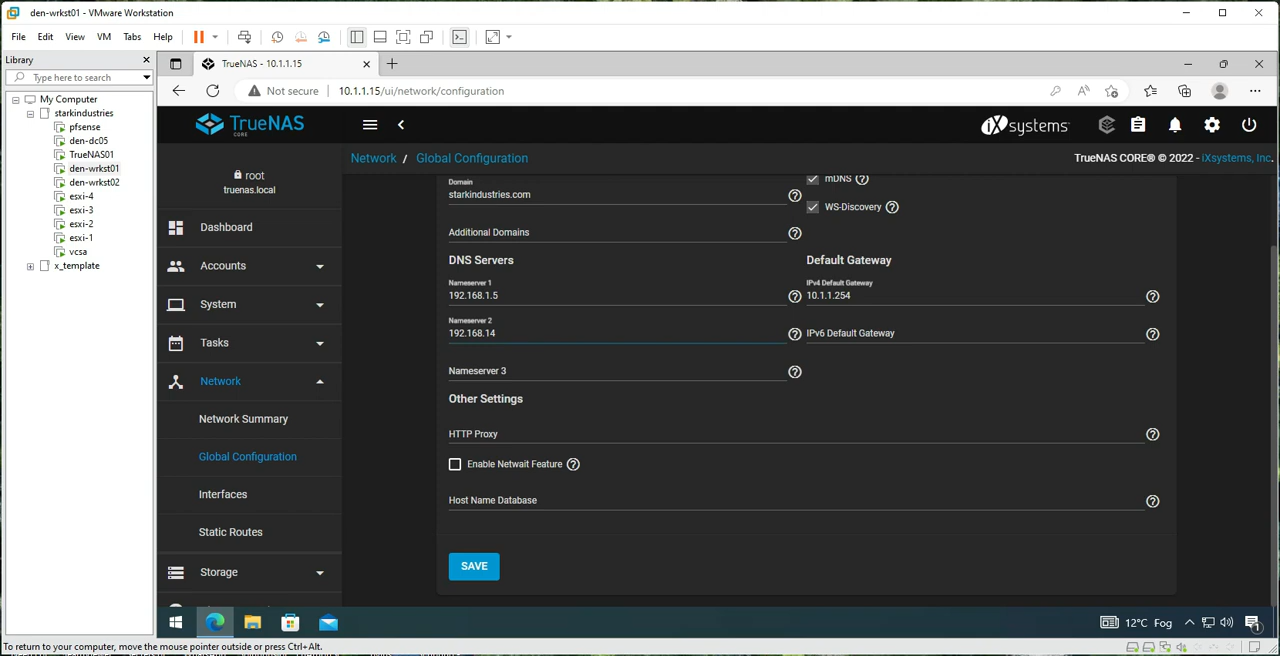 den-wrkst01 - VMware Workstation
File Edit View VM Tabs Help
Library
Type here to search
My Computer
starkindustries
pfsense
den-dc05
TrueNAS01
den-wrkst01
den-wrkst02
esxi-4
esxi-3
esxi-2
esxi-1
vcsa
x_template
TrueNAS - 10.1.1.15
Not secure 10.1.1.15/ui/network/configuration
TrueNAS
CORE
iXsystems
root
truenas.local
Dashboard
Accounts
System
Tasks
Network
Network Summary
Global Configuration
Interfaces
Static Routes
Storage
Network / Global Configuration
TrueNAS CORE® © 2022 - iXsystems, Inc.
Domain
starkindustries.com
mDNS
WS-Discovery
Additional Domains
DNS Servers
Default Gateway
Nameserver 1
192.168.1.5
IPv4 Default Gateway
10.1.1.254
Nameserver 2
192.168.14
IPv6 Default Gateway
Nameserver 3
Other Settings
HTTP Proxy
Enable Netwait Feature
Host Name Database
SAVE
12°C Fog
1
To return to your computer, move the mouse pointer outside or press Ctrl+Alt.